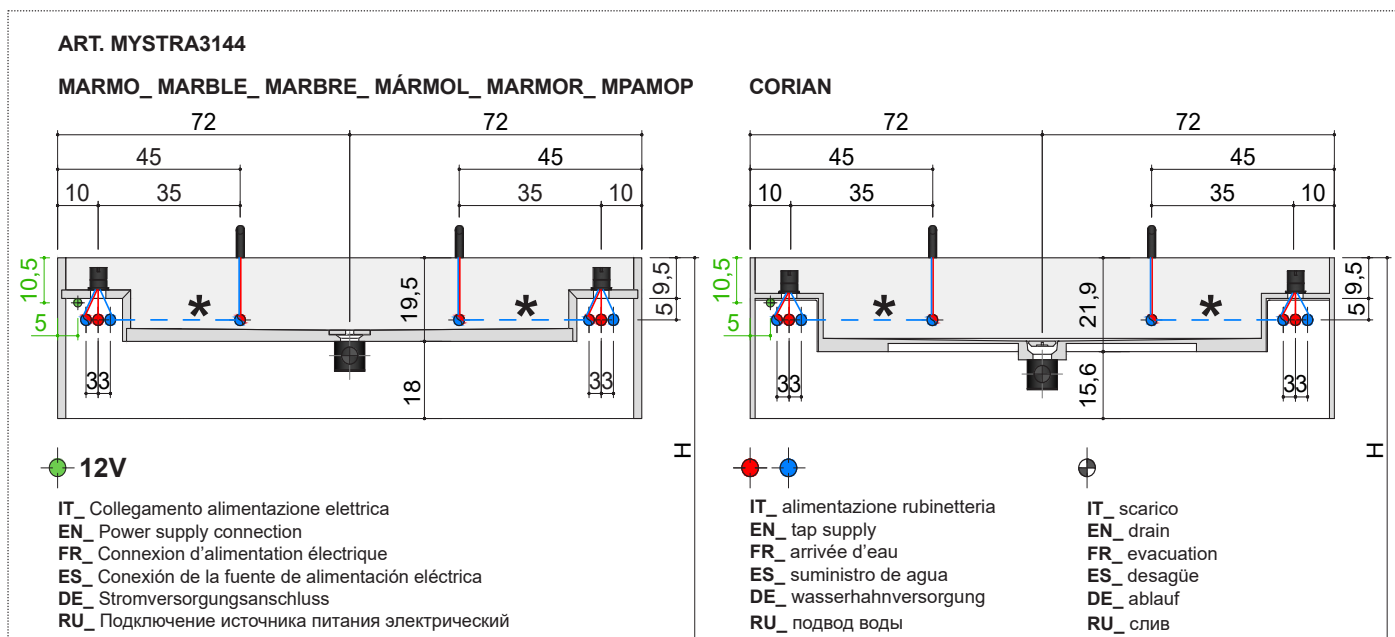 ART. MYSTRA3144
MARMO_ MARBLE_ MARBRE_ MÁRMOL_ MARMOR_ МРАМОР
72 72
45 45
10 35 35 10
10,5
5
* *
19,5
18
9,5
5
33 33
H
CORIAN
72 72
45 45
10 35 35 10
10,5
5
* *
21,9
15,6
9,5
5
33 33
H
12V
IT_ Collegamento alimentazione elettrica
EN_ Power supply connection
FR_ Connexion d'alimentation électrique
ES_ Conexión de la fuente de alimentación eléctrica
DE_ Stromversorgungsanschluss
RU_ Подключение источника питания электрический
IT_ alimentazione rubinetteria
EN_ tap supply
FR_ arrivée d'eau
ES_ suministro de agua
DE_ wasserhahnversorgung
RU_ подвод воды
IT_ scarico
EN_ drain
FR_ evacuation
ES_ desagüe
DE_ ablauf
RU_ слив